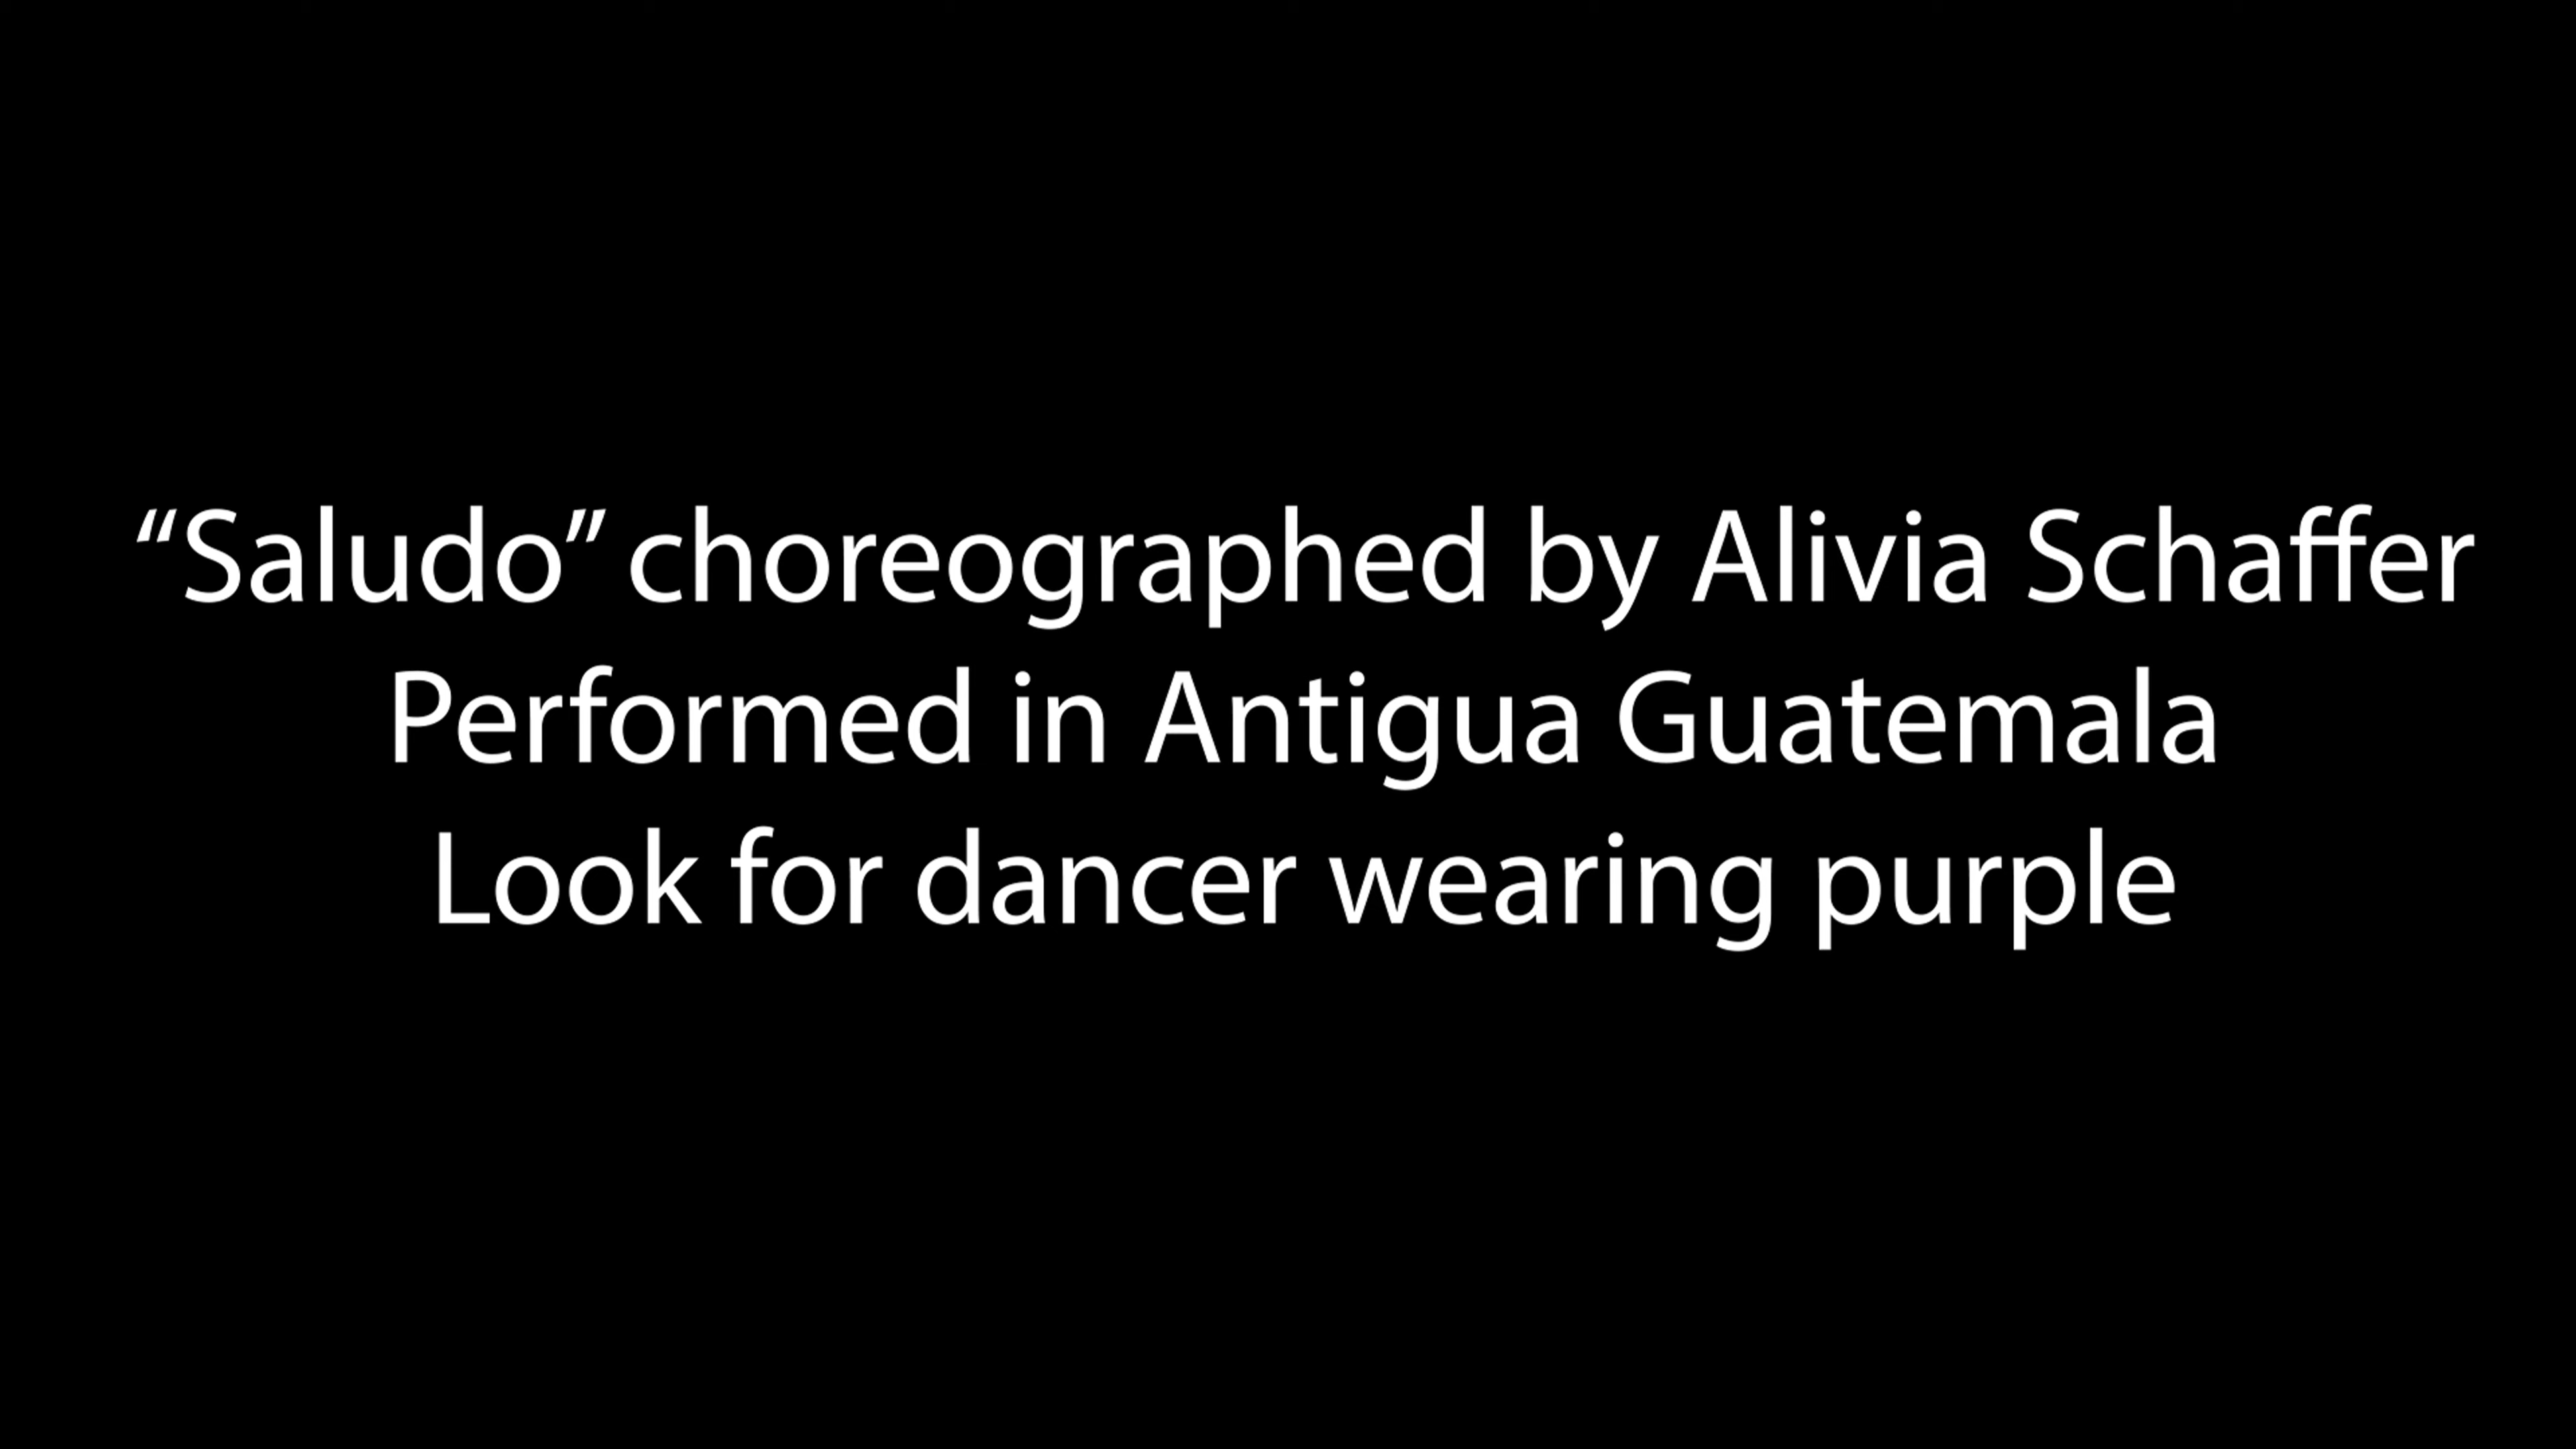 “Saludo” choreographed by Alivia Schaffer
Performed in Antigua Guatemala
Look for dancer wearing purple